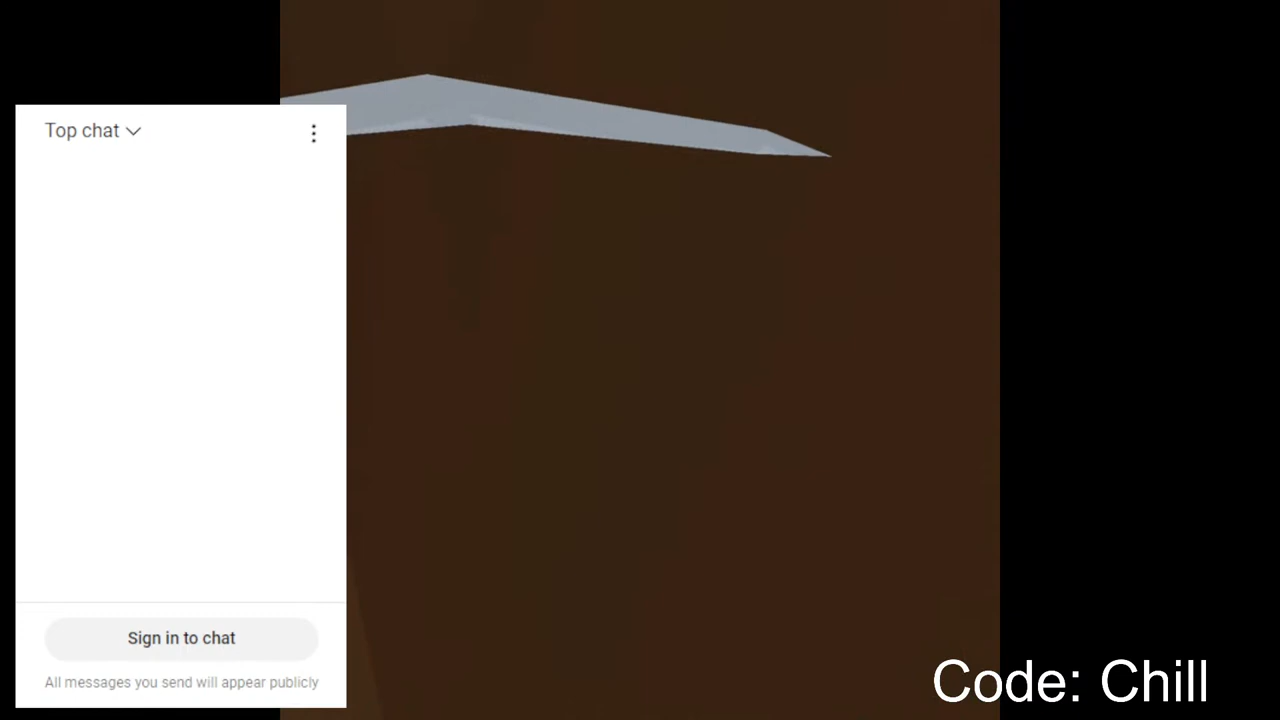 Top chat
Sign in to chat
All messages you send will appear publicly
Code: Chill